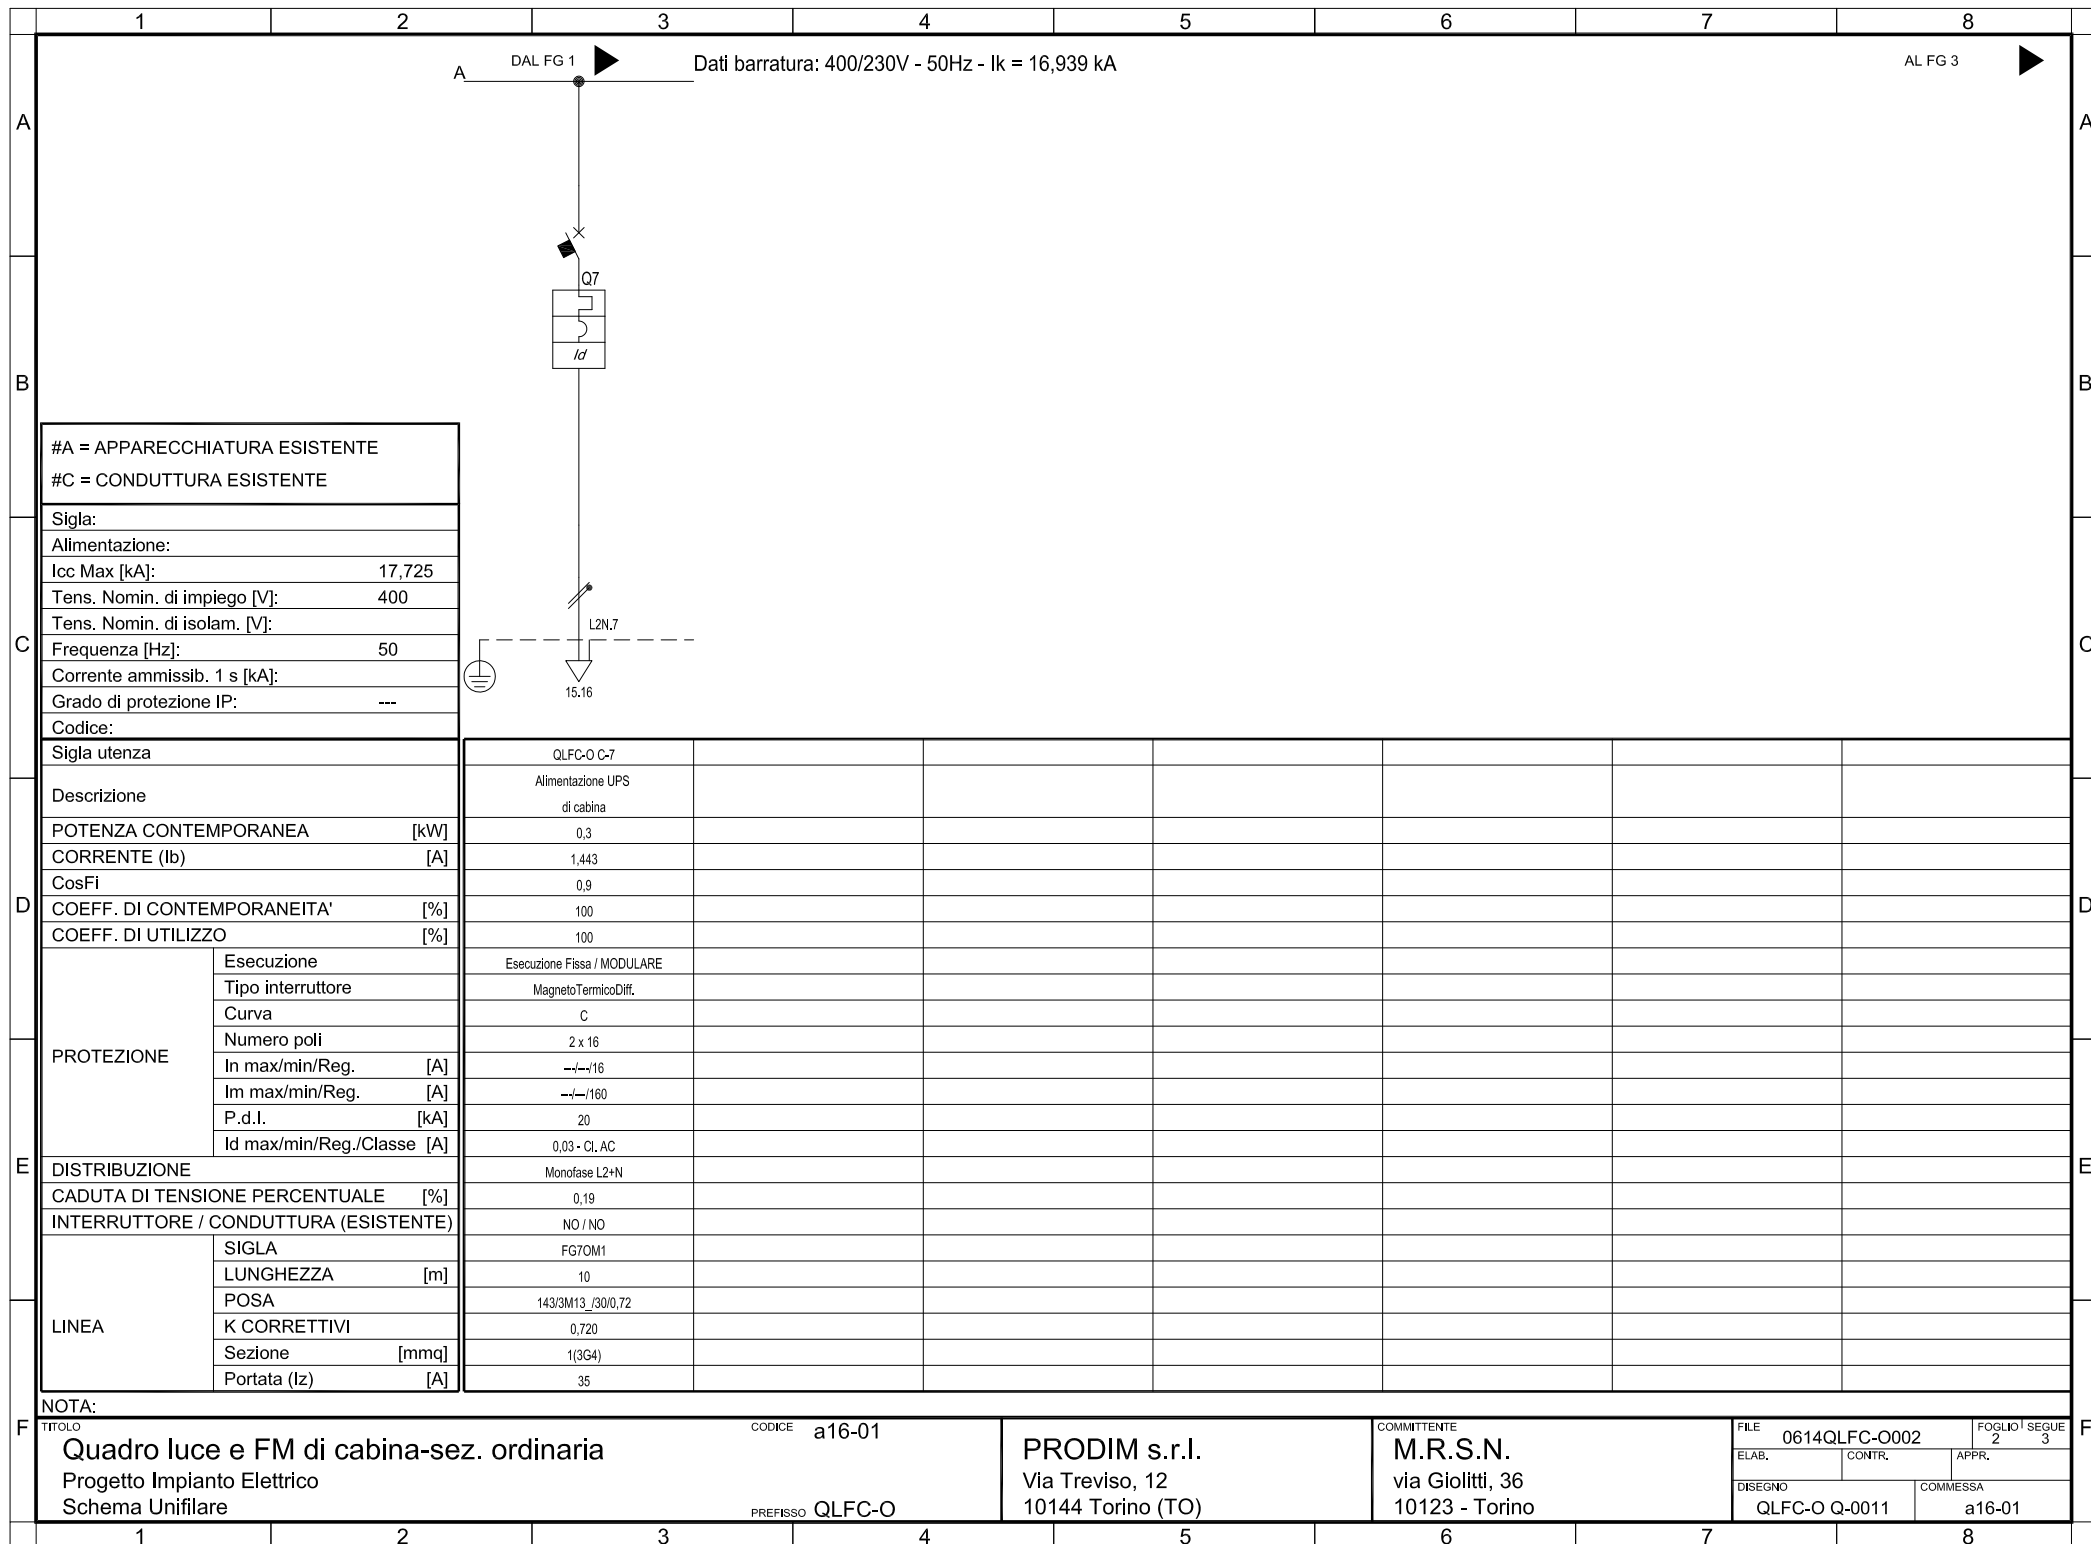 1 2 3 4 5 6 7 8
DAL FG 1
Dati barratura: 400/230V - 50Hz - Ik = 16,939 kA
AL FG 3
A
A A
Q7
Id
B B
#A = APPARECCHIATURA ESISTENTE
#C = CONDUTTURA ESISTENTE
Sigla:
Alimentazione:
Icc Max [kA]: 17,725
Tens. Nomin. di impiego [V]: 400
Tens. Nomin. di isolam. [V]:
L2N.7
C C
Frequenza [Hz]: 50
Corrente ammissib. 1 s [kA]:
15.16
Grado di protezione IP: ---
Codice:
Sigla utenza QLFC-O C-7
Descrizione Alimentazione UPS
di cabina
POTENZA CONTEMPORANEA [kW] 0,3
CORRENTE (Ib) [A] 1,443
CosFi 0,9
D D
COEFF. DI CONTEMPORANEITA' [%] 100
COEFF. DI UTILIZZO [%] 100
PROTEZIONE
Esecuzione Esecuzione Fissa / MODULARE
Tipo interruttore MagnetoTermicoDiff.
Curva C
Numero poli 2 x 16
In max/min/Reg. [A] ---/---/16
Im max/min/Reg. [A] ---/---/160
P.d.I. [kA] 20
Id max/min/Reg./Classe [A] 0,03 - Cl. AC
E E
DISTRIBUZIONE Monofase L2+N
CADUTA DI TENSIONE PERCENTUALE [%] 0,19
INTERRUTTORE / CONDUTTURA (ESISTENTE) NO / NO
LINEA
SIGLA FG7OM1
LUNGHEZZA [m] 10
POSA 143/3M13_/30/0,72
K CORRETTIVI 0,720
Sezione [mmq] 1(3G4)
Portata (Iz) [A] 35
NOTA:
F F
TITOLO
Quadro luce e FM di cabina-sez. ordinaria
Progetto Impianto Elettrico
Schema Unifilare
CODICE a16-01
PREFISSO QLFC-O
PRODIM s.r.l.
Via Treviso, 12
10144 Torino (TO)
COMMITTENTE
M.R.S.N.
via Giolitti, 36
10123 - Torino
FILE 0614QLFC-O002
FOGLIO 2 SEGUE 3
ELAB. CONTR. APPR.
DISEGNO QLFC-O Q-0011
COMMESSA a16-01
1 2 3 4 5 6 7 8